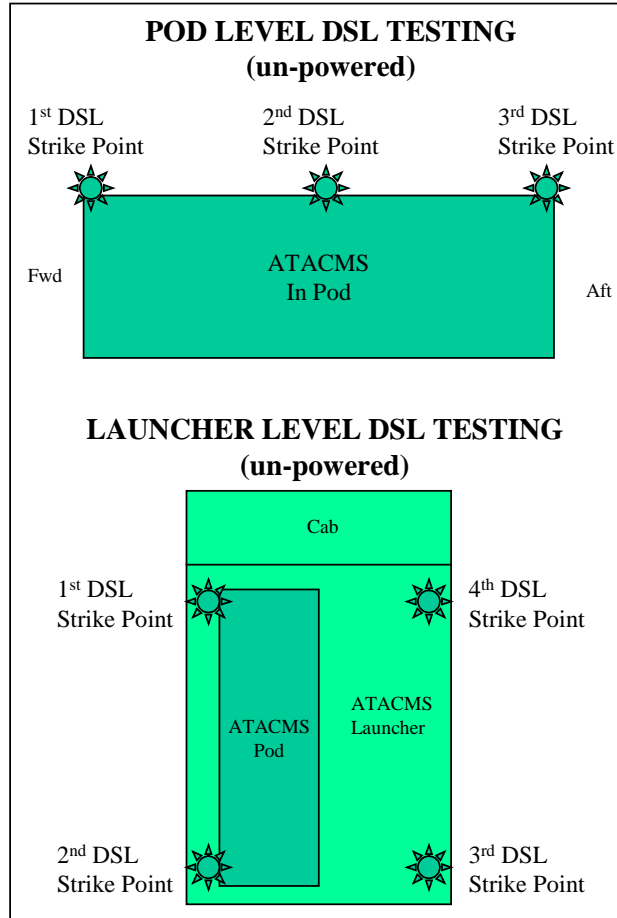 POD LEVEL DSL TESTING
(un-powered)
1st DSL
Strike Point
2nd DSL
Strike Point
3rd DSL
Strike Point
Fwd
ATACMS
In Pod
Aft
LAUNCHER LEVEL DSL TESTING
(un-powered)
Cab
1st DSL
Strike Point
4th DSL
Strike Point
ATACMS
Pod
ATACMS
Launcher
2nd DSL
Strike Point
3rd DSL
Strike Point